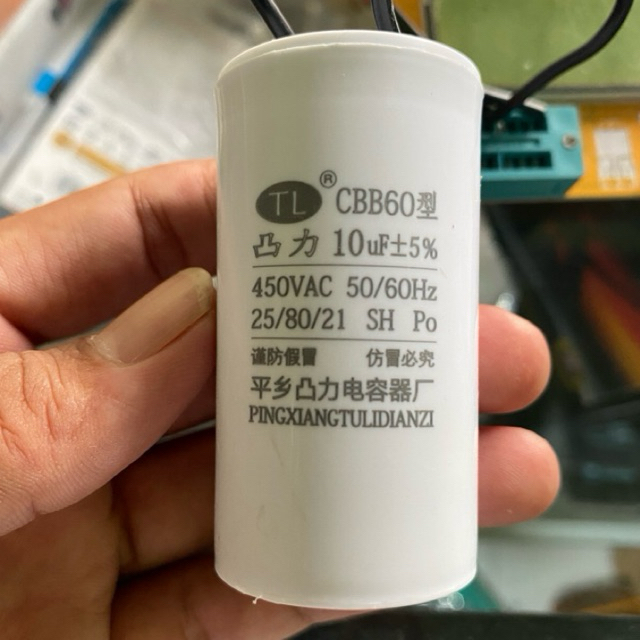 TL ® CBB60型
凸力 10uF±5%
450VAC 50/60Hz
25/80/21 SH Po
谨防假冒 仿冒必究
平乡凸力电容器厂
PINGXIANGTULIDIANZI